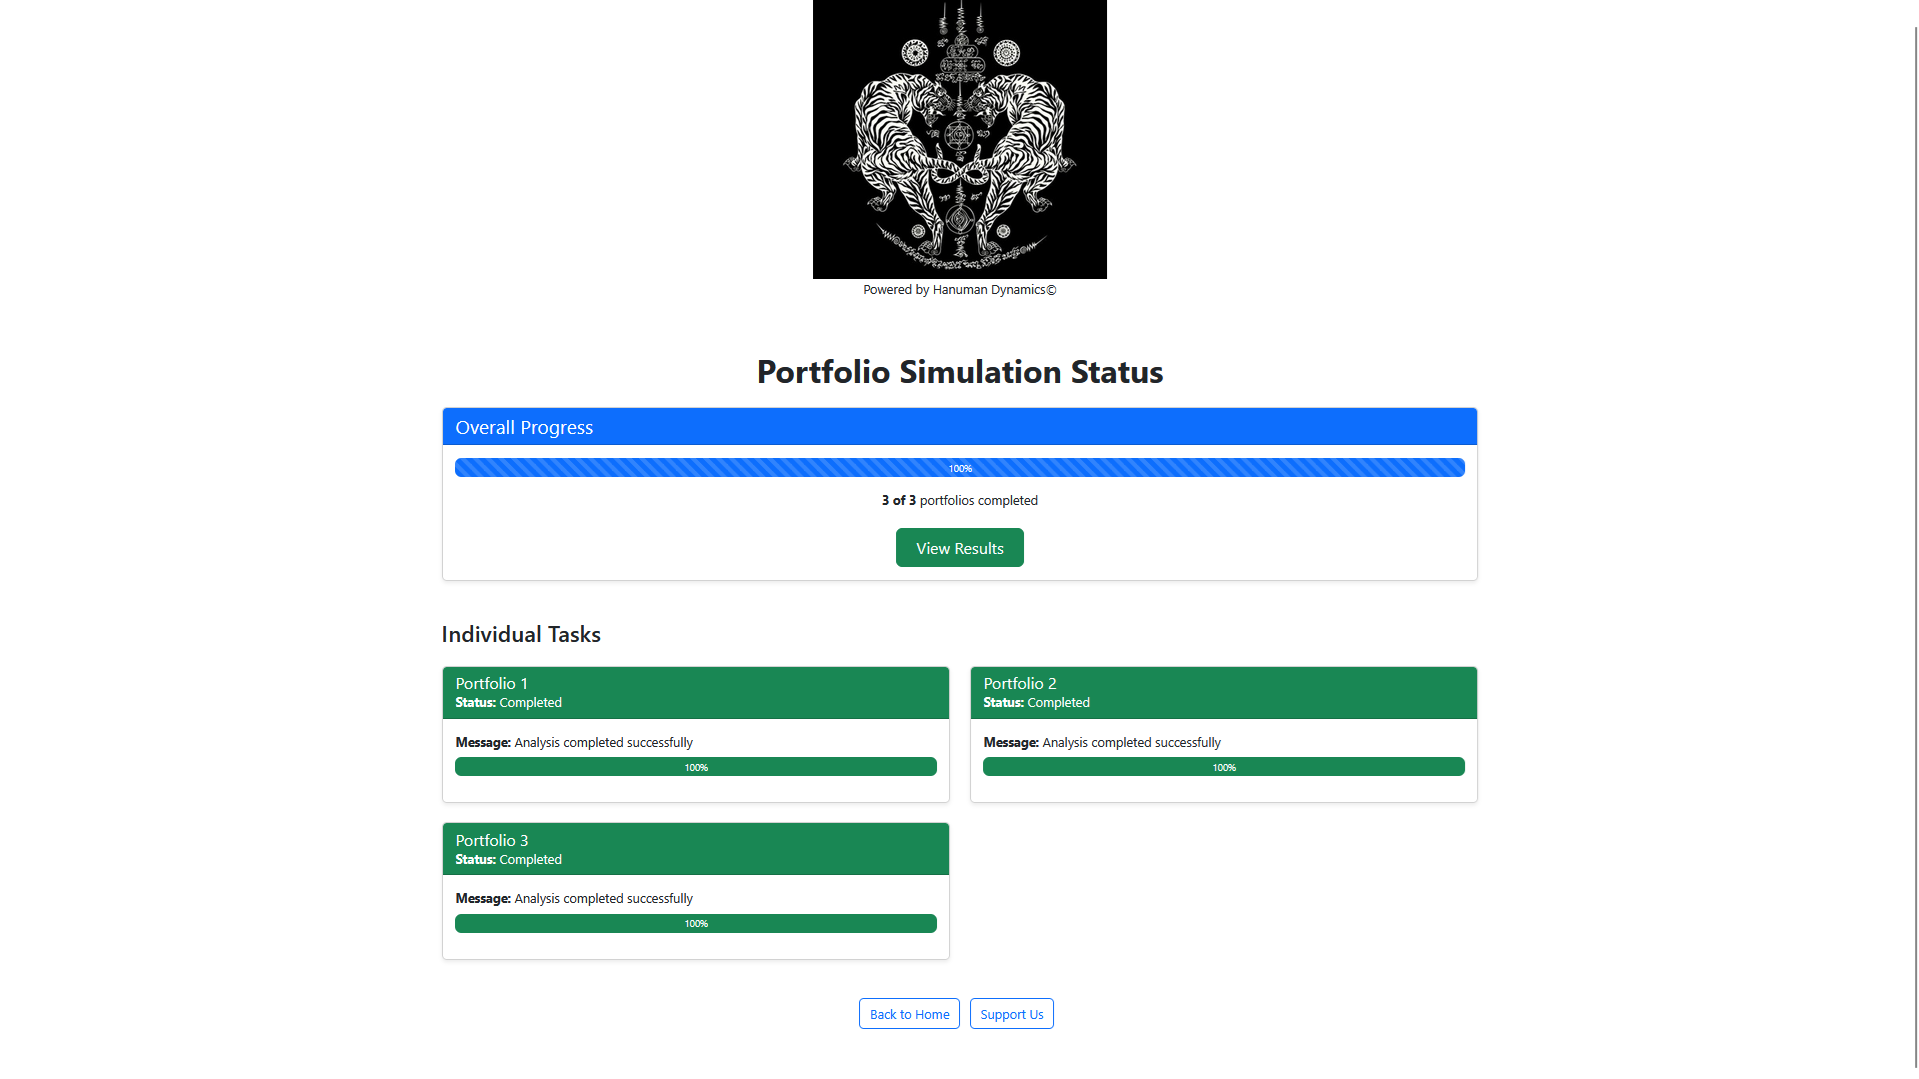 Powered by Hanuman Dynamics©
Portfolio Simulation Status
Overall Progress
100%
3 of 3 portfolios completed
View Results
Individual Tasks
Portfolio 1
Status: Completed
Message: Analysis completed successfully
100%
Portfolio 2
Status: Completed
Message: Analysis completed successfully
100%
Portfolio 3
Status: Completed
Message: Analysis completed successfully
100%
Back to Home
Support Us